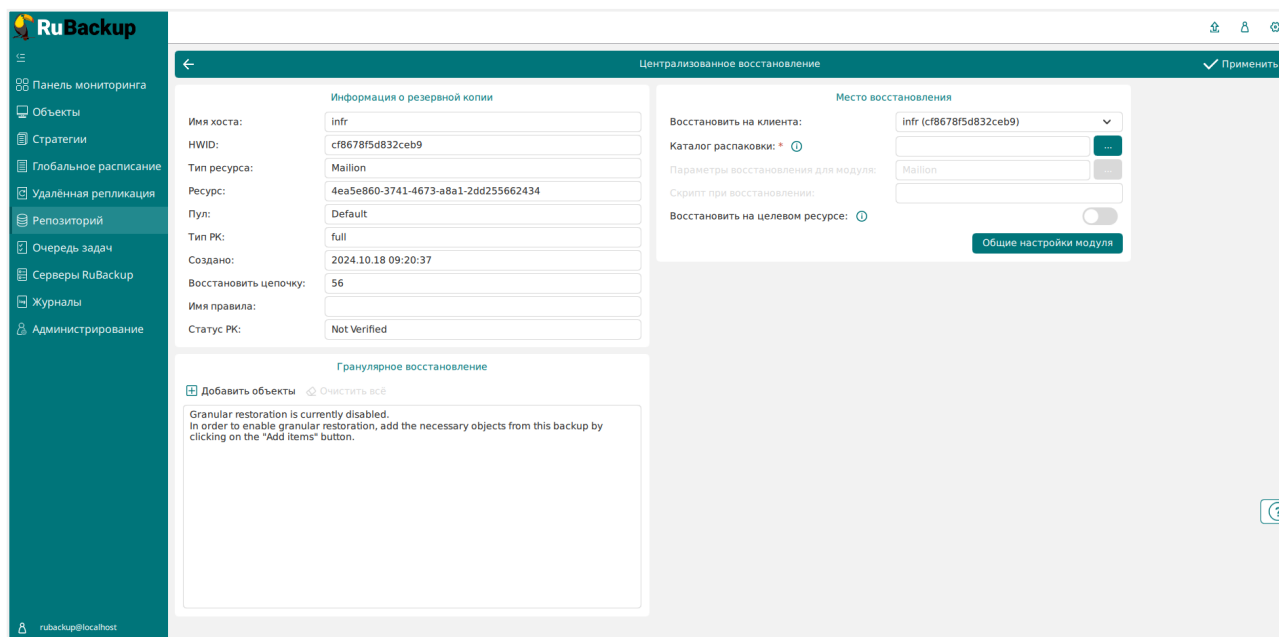 RuBackup
Панель мониторинга
Объекты
Стратегии
Глобальное расписание
Удалённая репликация
Репозиторий
Очередь задач
Серверы RuBackup
Журналы
Администрирование
rubackup@localhost
Централизованное восстановление
Применить
Информация о резервной копии
Имя хоста: infr
HWID: cf8678f5d832ceb9
Тип ресурса: Mailion
Ресурс: 4ea5e860-3741-4673-a8a1-2dd255662434
Пул: Default
Тип РК: full
Создано: 2024.10.18 09:20:37
Восстановить цепочку: 56
Имя правила:
Статус РК: Not Verified
Гранулярное восстановление
Добавить объекты Очистить всё
Granular restoration is currently disabled.
In order to enable granular restoration, add the necessary objects from this backup by
clicking on the "Add items" button.
Место восстановления
Восстановить на клиента: infr (cf8678f5d832ceb9)
Каталог распаковки: * ...
Параметры восстановления для модуля: Mailion ...
Скрипт при восстановлении:
Восстановить на целевом ресурсе:
Общие настройки модуля